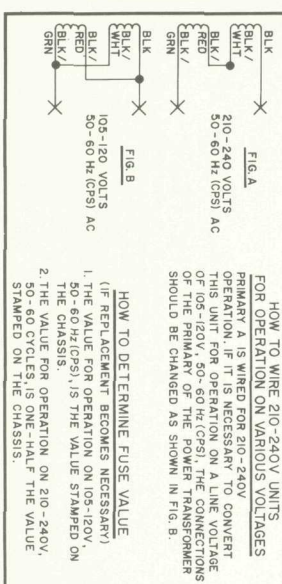 HOW TO WIRE 210-240V UNITS
FOR OPERATION ON VARIOUS VOLTAGES
PRIMARY A IS WIRED FOR 210-240V
OPERATION. IF IT IS NECESSARY TO CONVERT
THIS UNIT FOR OPERATION ON A LINE VOLTAGE
OF 105-120V, 50-60 Hz (CPS), THE CONNECTIONS
OF THE PRIMARY OF THE POWER TRANSFORMER
SHOULD BE CHANGED AS SHOWN IN FIG. B.
BLK
BLK/
WHT
RED
BLK/
BLK/
GRN
FIG. A
210-240 VOLTS
50-60 Hz (CPS) AC
BLK
BLK/
WHT
BLK/
RED
BLK/
GRN
FIG. B
105-120 VOLTS
50-60 Hz (CPS) AC
HOW TO DETERMINE FUSE VALUE
(IF REPLACEMENT BECOMES NECESSARY)
1. THE VALUE FOR OPERATION ON 105-120V,
50-60 Hz (CPS), IS THE VALUE STAMPED ON
THE CHASSIS.
2. THE VALUE FOR OPERATION ON 210-240V,
50-60 CYCLES, IS ONE-HALF THE VALUE
STAMPED ON THE CHASSIS.